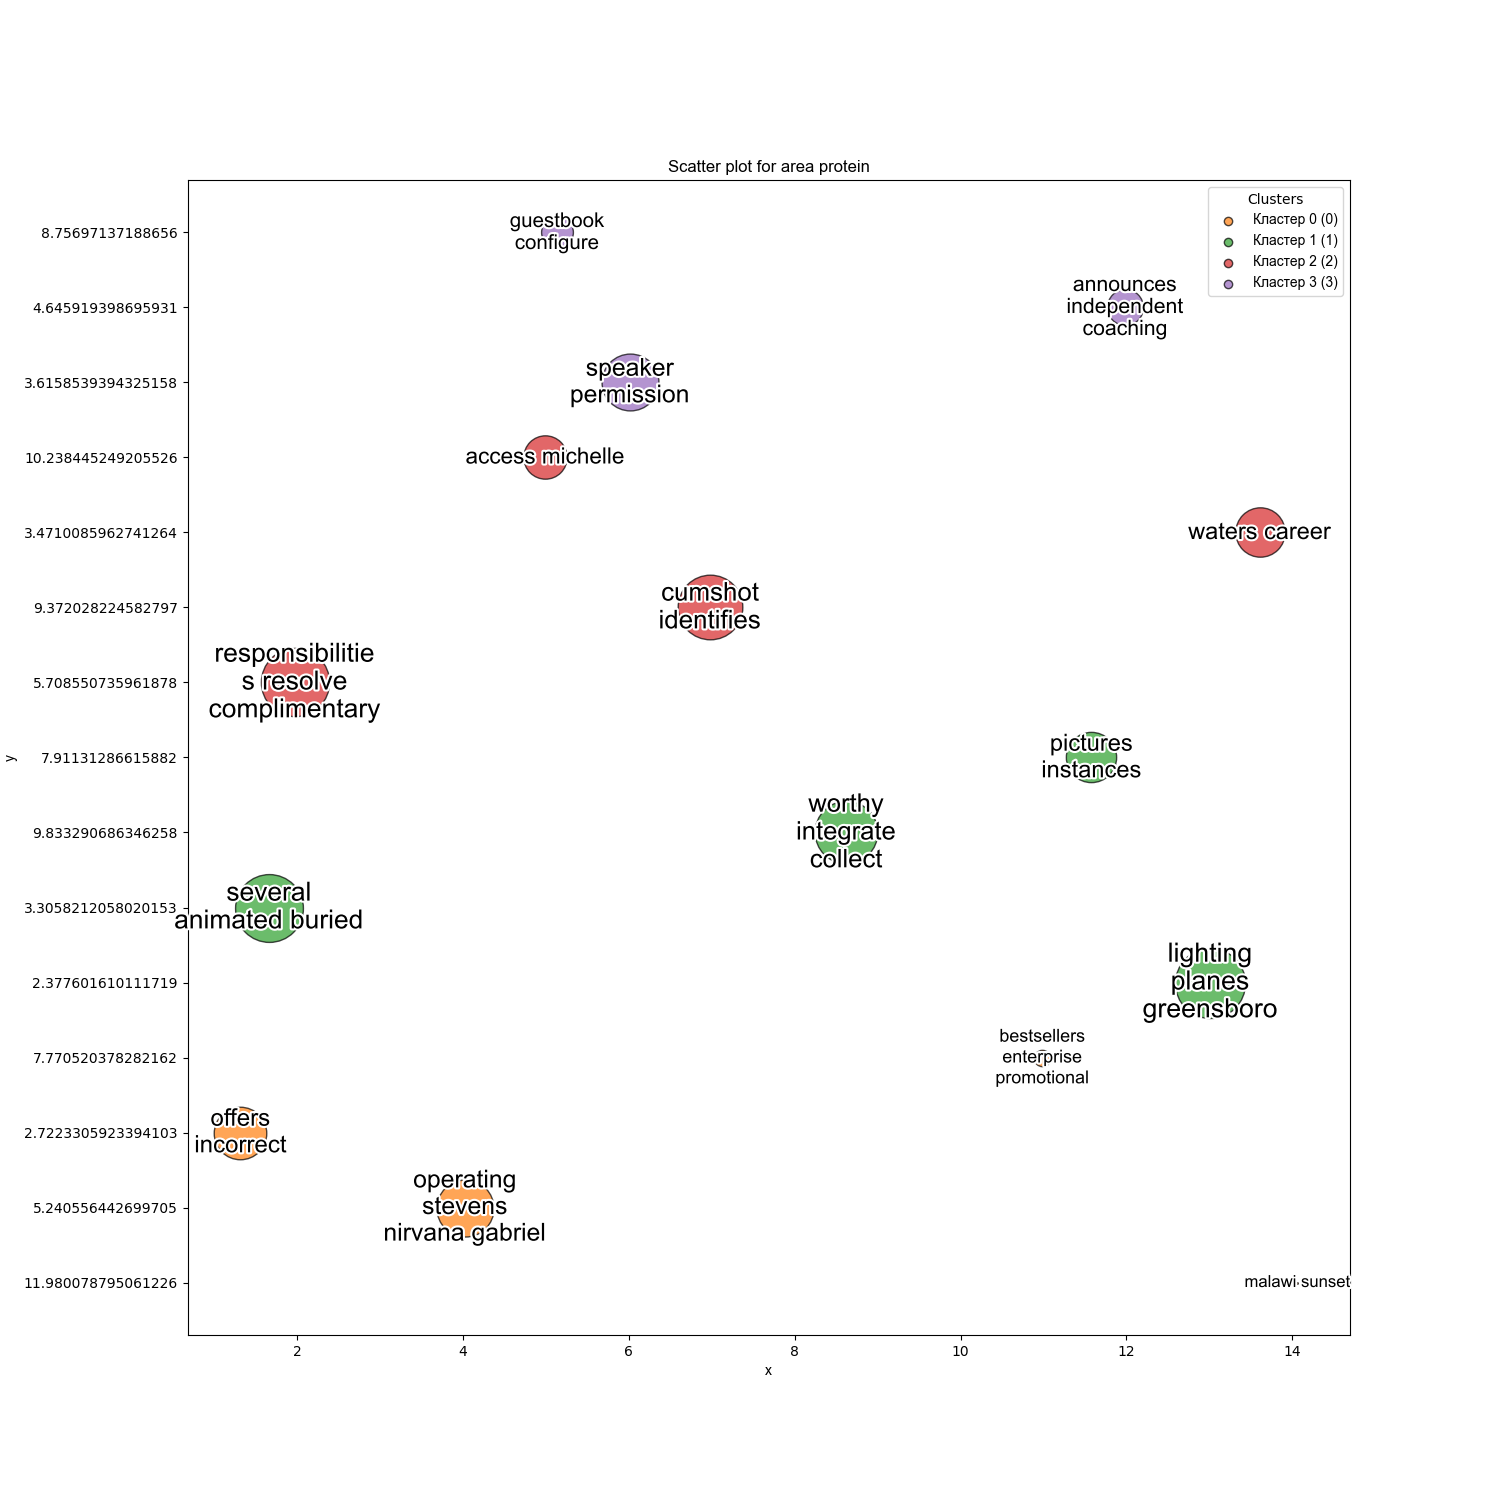 Scatter plot for area protein
Clusters
Кластер 0 (0)
Кластер 1 (1)
Кластер 2 (2)
Кластер 3 (3)
8.75697137188656
4.645919398695931
3.6158539394325158
10.238445249205526
3.4710085962741264
9.372028224582797
5.708550735961878
7.91131286615882
9.833290686346258
3.3058212058020153
2.377601610111719
7.770520378282162
2.7223305923394103
5.240556442699705
11.980078795061226
y
guestbook
configure
announces
independent
coaching
speaker
permission
access michelle
waters career
cumshot
identifies
responsibilitie
s resolve
complimentary
pictures
instances
worthy
integrate
collect
several
animated buried
lighting
planes
greensboro
bestsellers
enterprise
promotional
offers
incorrect
operating
stevens
nirvana gabriel
malawi sunset
2
4
6
8
10
12
14
x